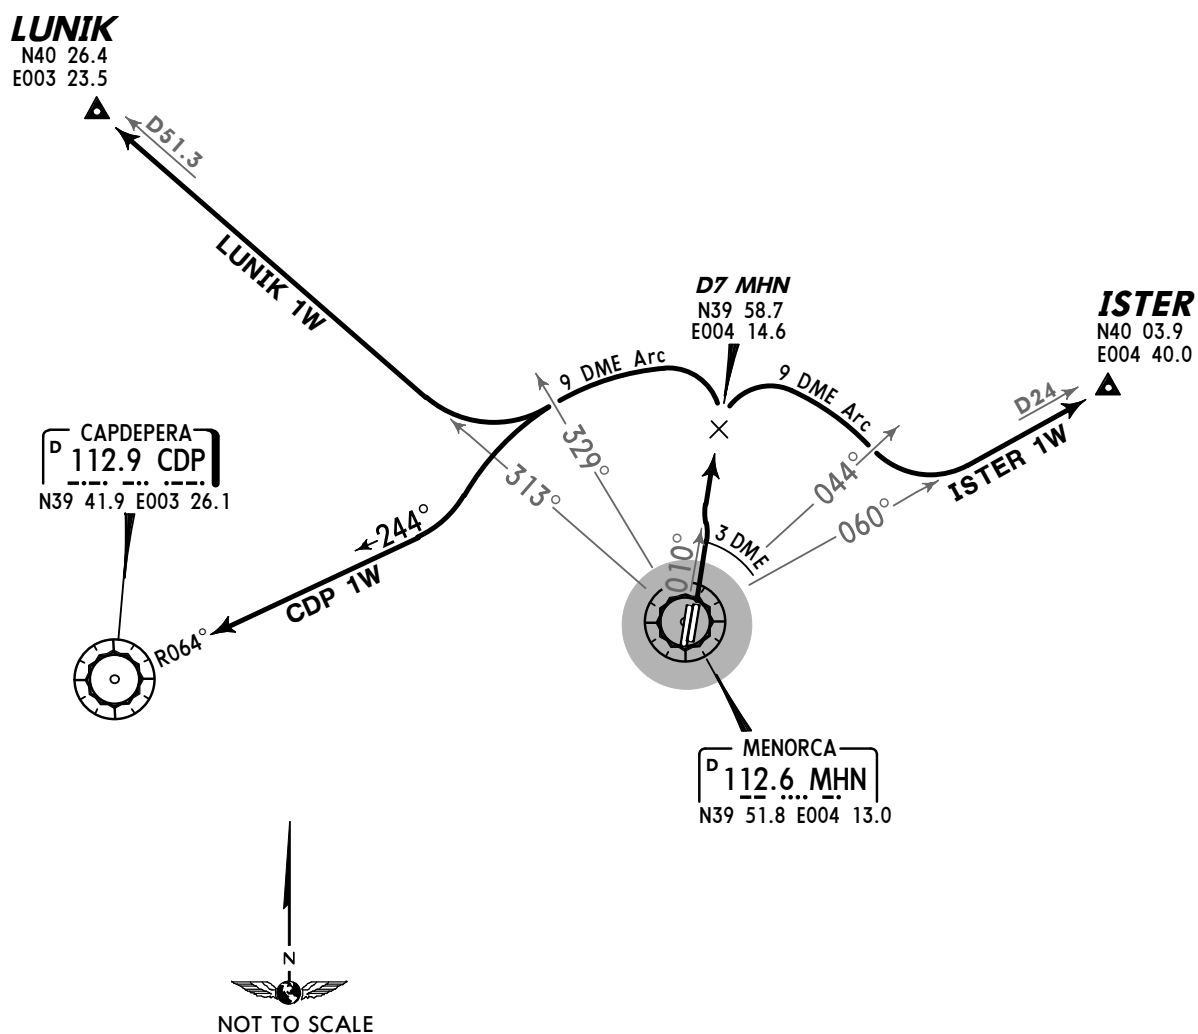 LUNIK
N40 26.4
E003 23.5
D51.3
LUNIK 1W
D7 MHN
N39 58.7
E004 14.6
ISTER
N40 03.9
E004 40.0
9 DME Arc
9 DME Arc
D24
ISTER 1W
CAPDEPERA
D 112.9 CDP
N39 41.9 E003 26.1
329°
313°
044°
060°
244°
CDP 1W
R064°
010°
3 DME
MENORCA
D 112.6 MHN
N39 51.8 E004 13.0
N
NOT TO SCALE